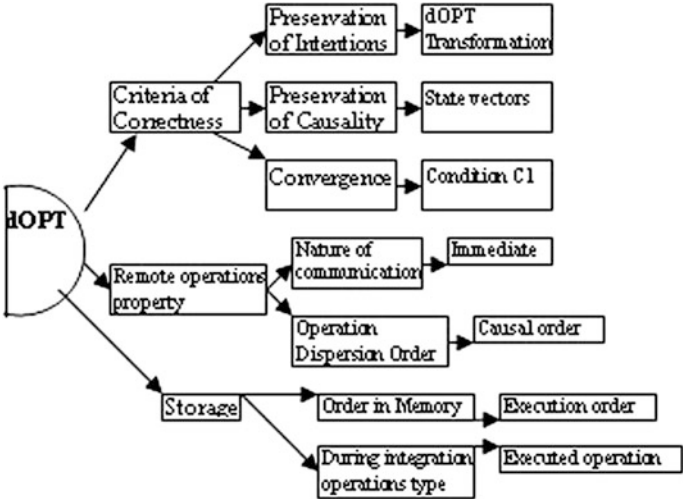 dOPT
Criteria of
Correctness
Preservation
of Intentions
dOPT
Transformation
Preservation
of Causality
State vectors
Convergence
Condition C1
Remote operations
property
Nature of
communication
Immediate
Operation
Dispersion Order
Causal order
Storage
Order in Memory
Execution order
During integration
operations type
Executed operation